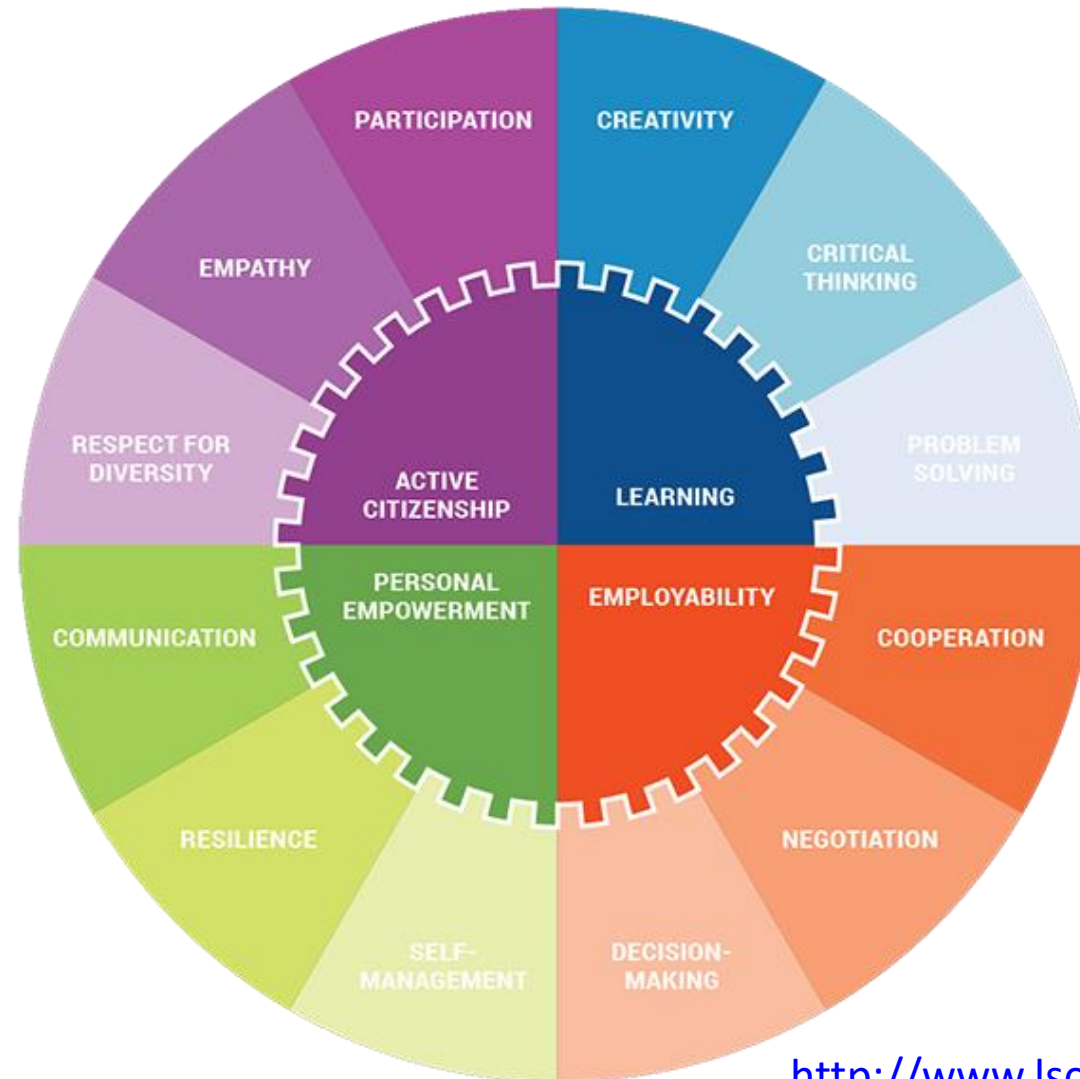 PARTICIPATION
CREATIVITY
EMPATHY
CRITICAL
THINKING
RESPECT FOR
DIVERSITY
PROBLEM
SOLVING
ACTIVE
CITIZENSHIP
LEARNING
PERSONAL
EMPOWERMENT
EMPLOYABILITY
COMMUNICATION
COOPERATION
RESILIENCE
NEGOTIATION
SELF-
MANAGEMENT
DECISION-
MAKING